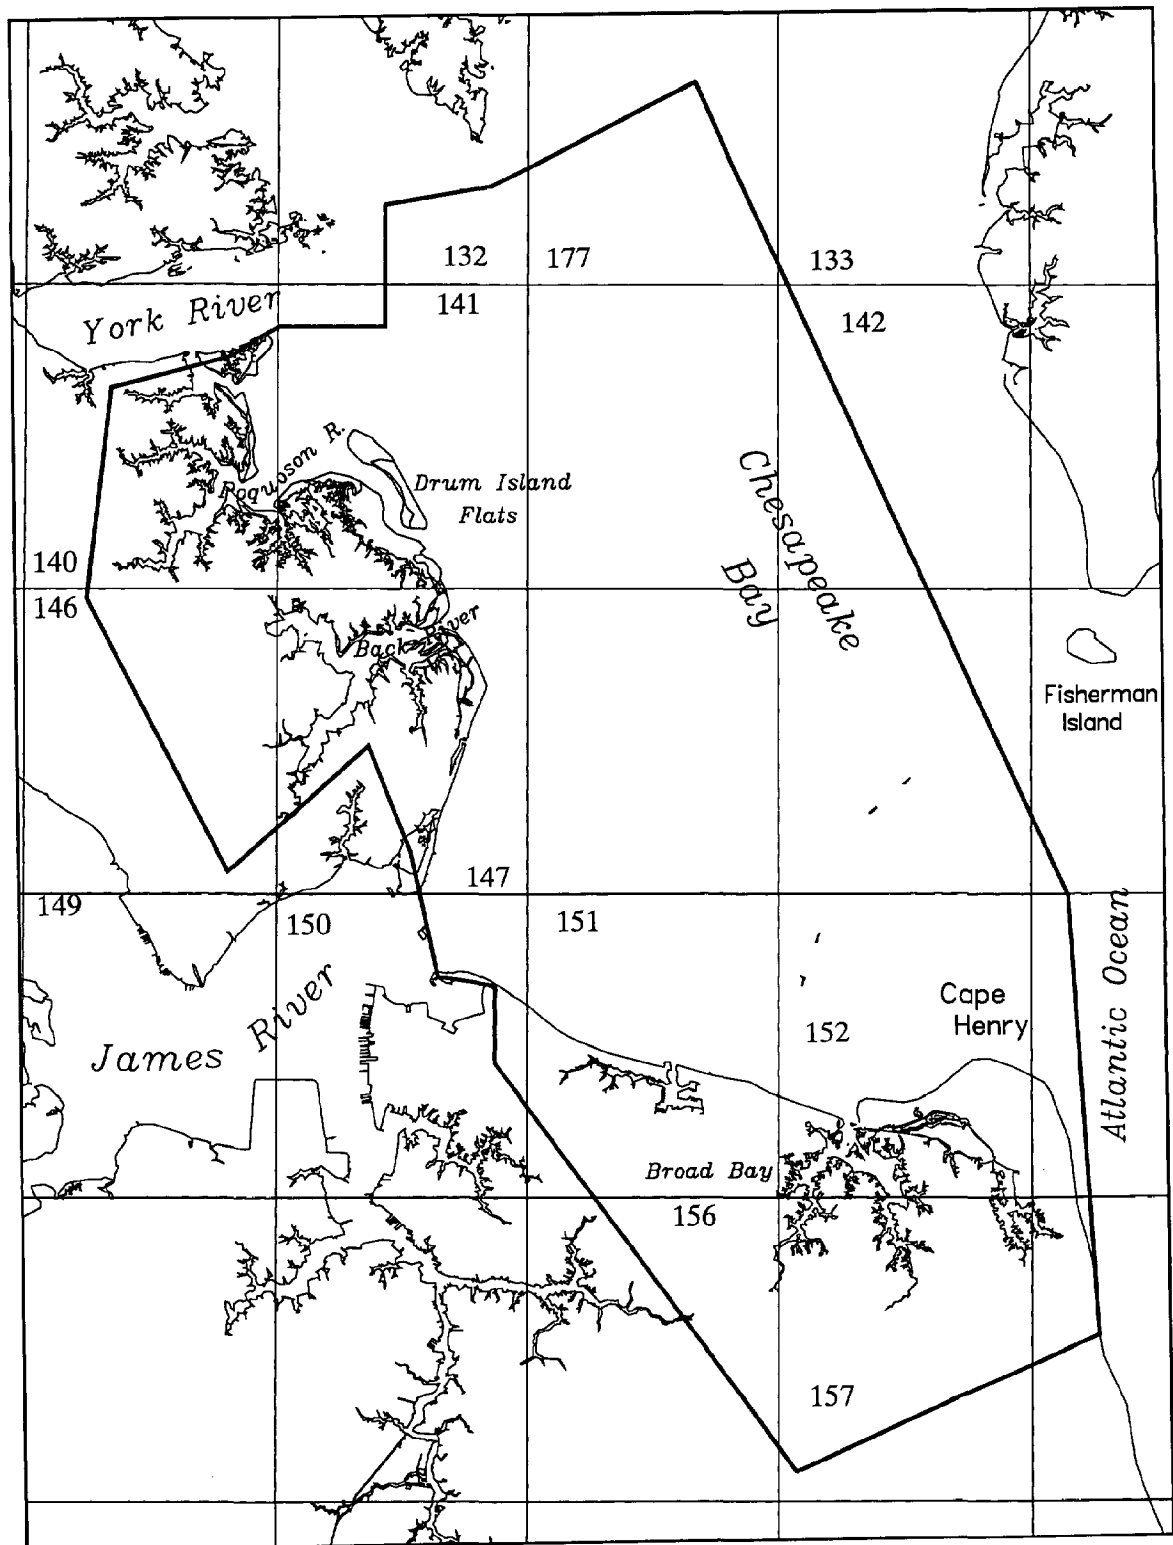 132
177
133
York River
141
142
Poquoson R.
Drum Island
Flats
Chesapeake
Bay
140
146
Back River
Fisherman
Island
147
149
150
151
Atlantic Ocean
Cape
Henry
James River
152
Broad Bay
156
157